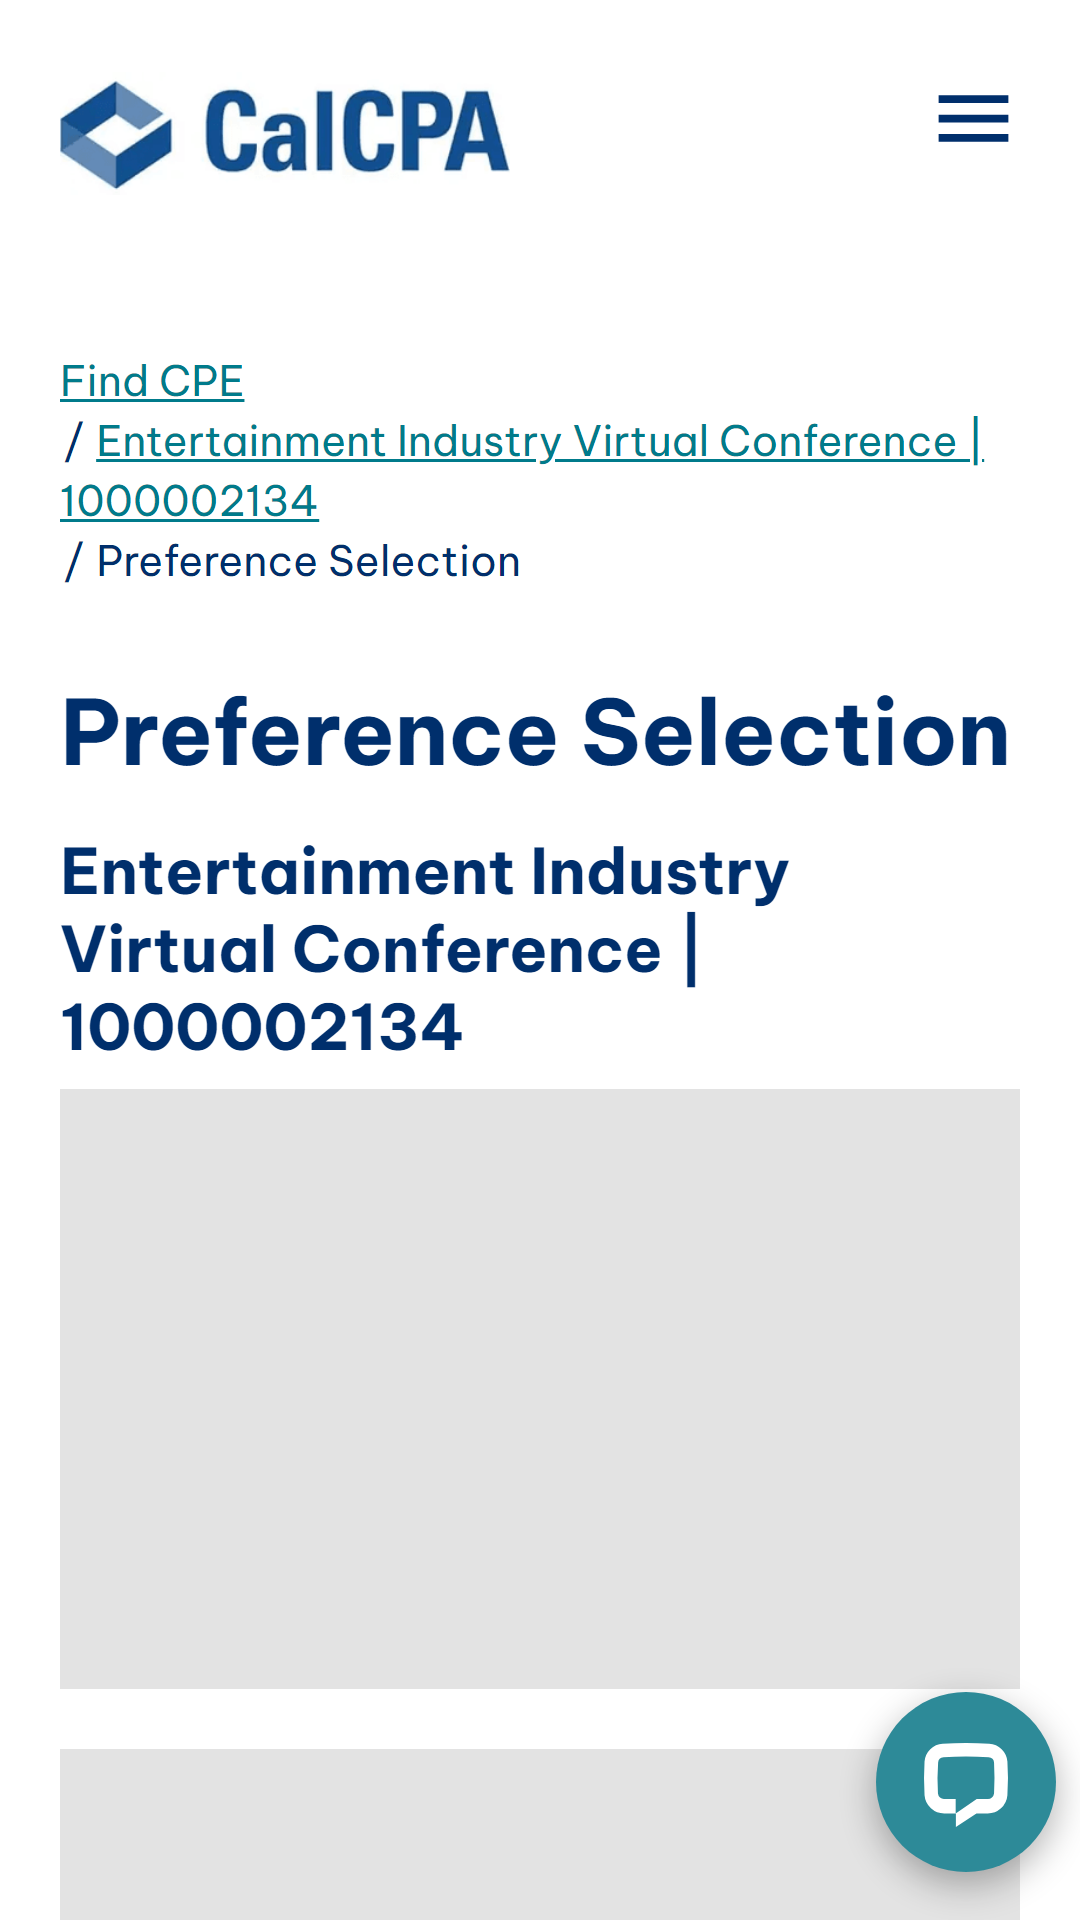 CalCPA
Find CPE
/ Entertainment Industry Virtual Conference |
1000002134
/ Preference Selection
Preference Selection
Entertainment Industry
Virtual Conference |
1000002134